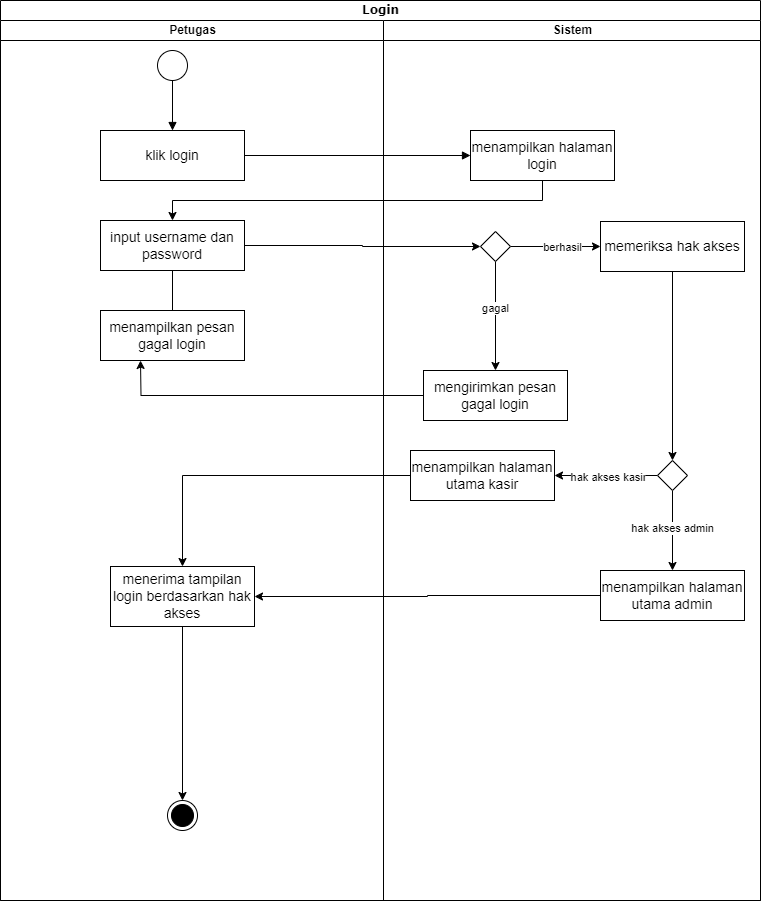 Login
Petugas
Sistem
klik login
menampilkan halaman
login
input username dan
password
berhasil
memeriksa hak akses
gagal
menampilkan pesan
gagal login
mengirimkan pesan
gagal login
menampilkan halaman
utama kasir
hak akses kasir
hak akses admin
menerima tampilan
login berdasarkan hak
akses
menampilkan halaman
utama admin